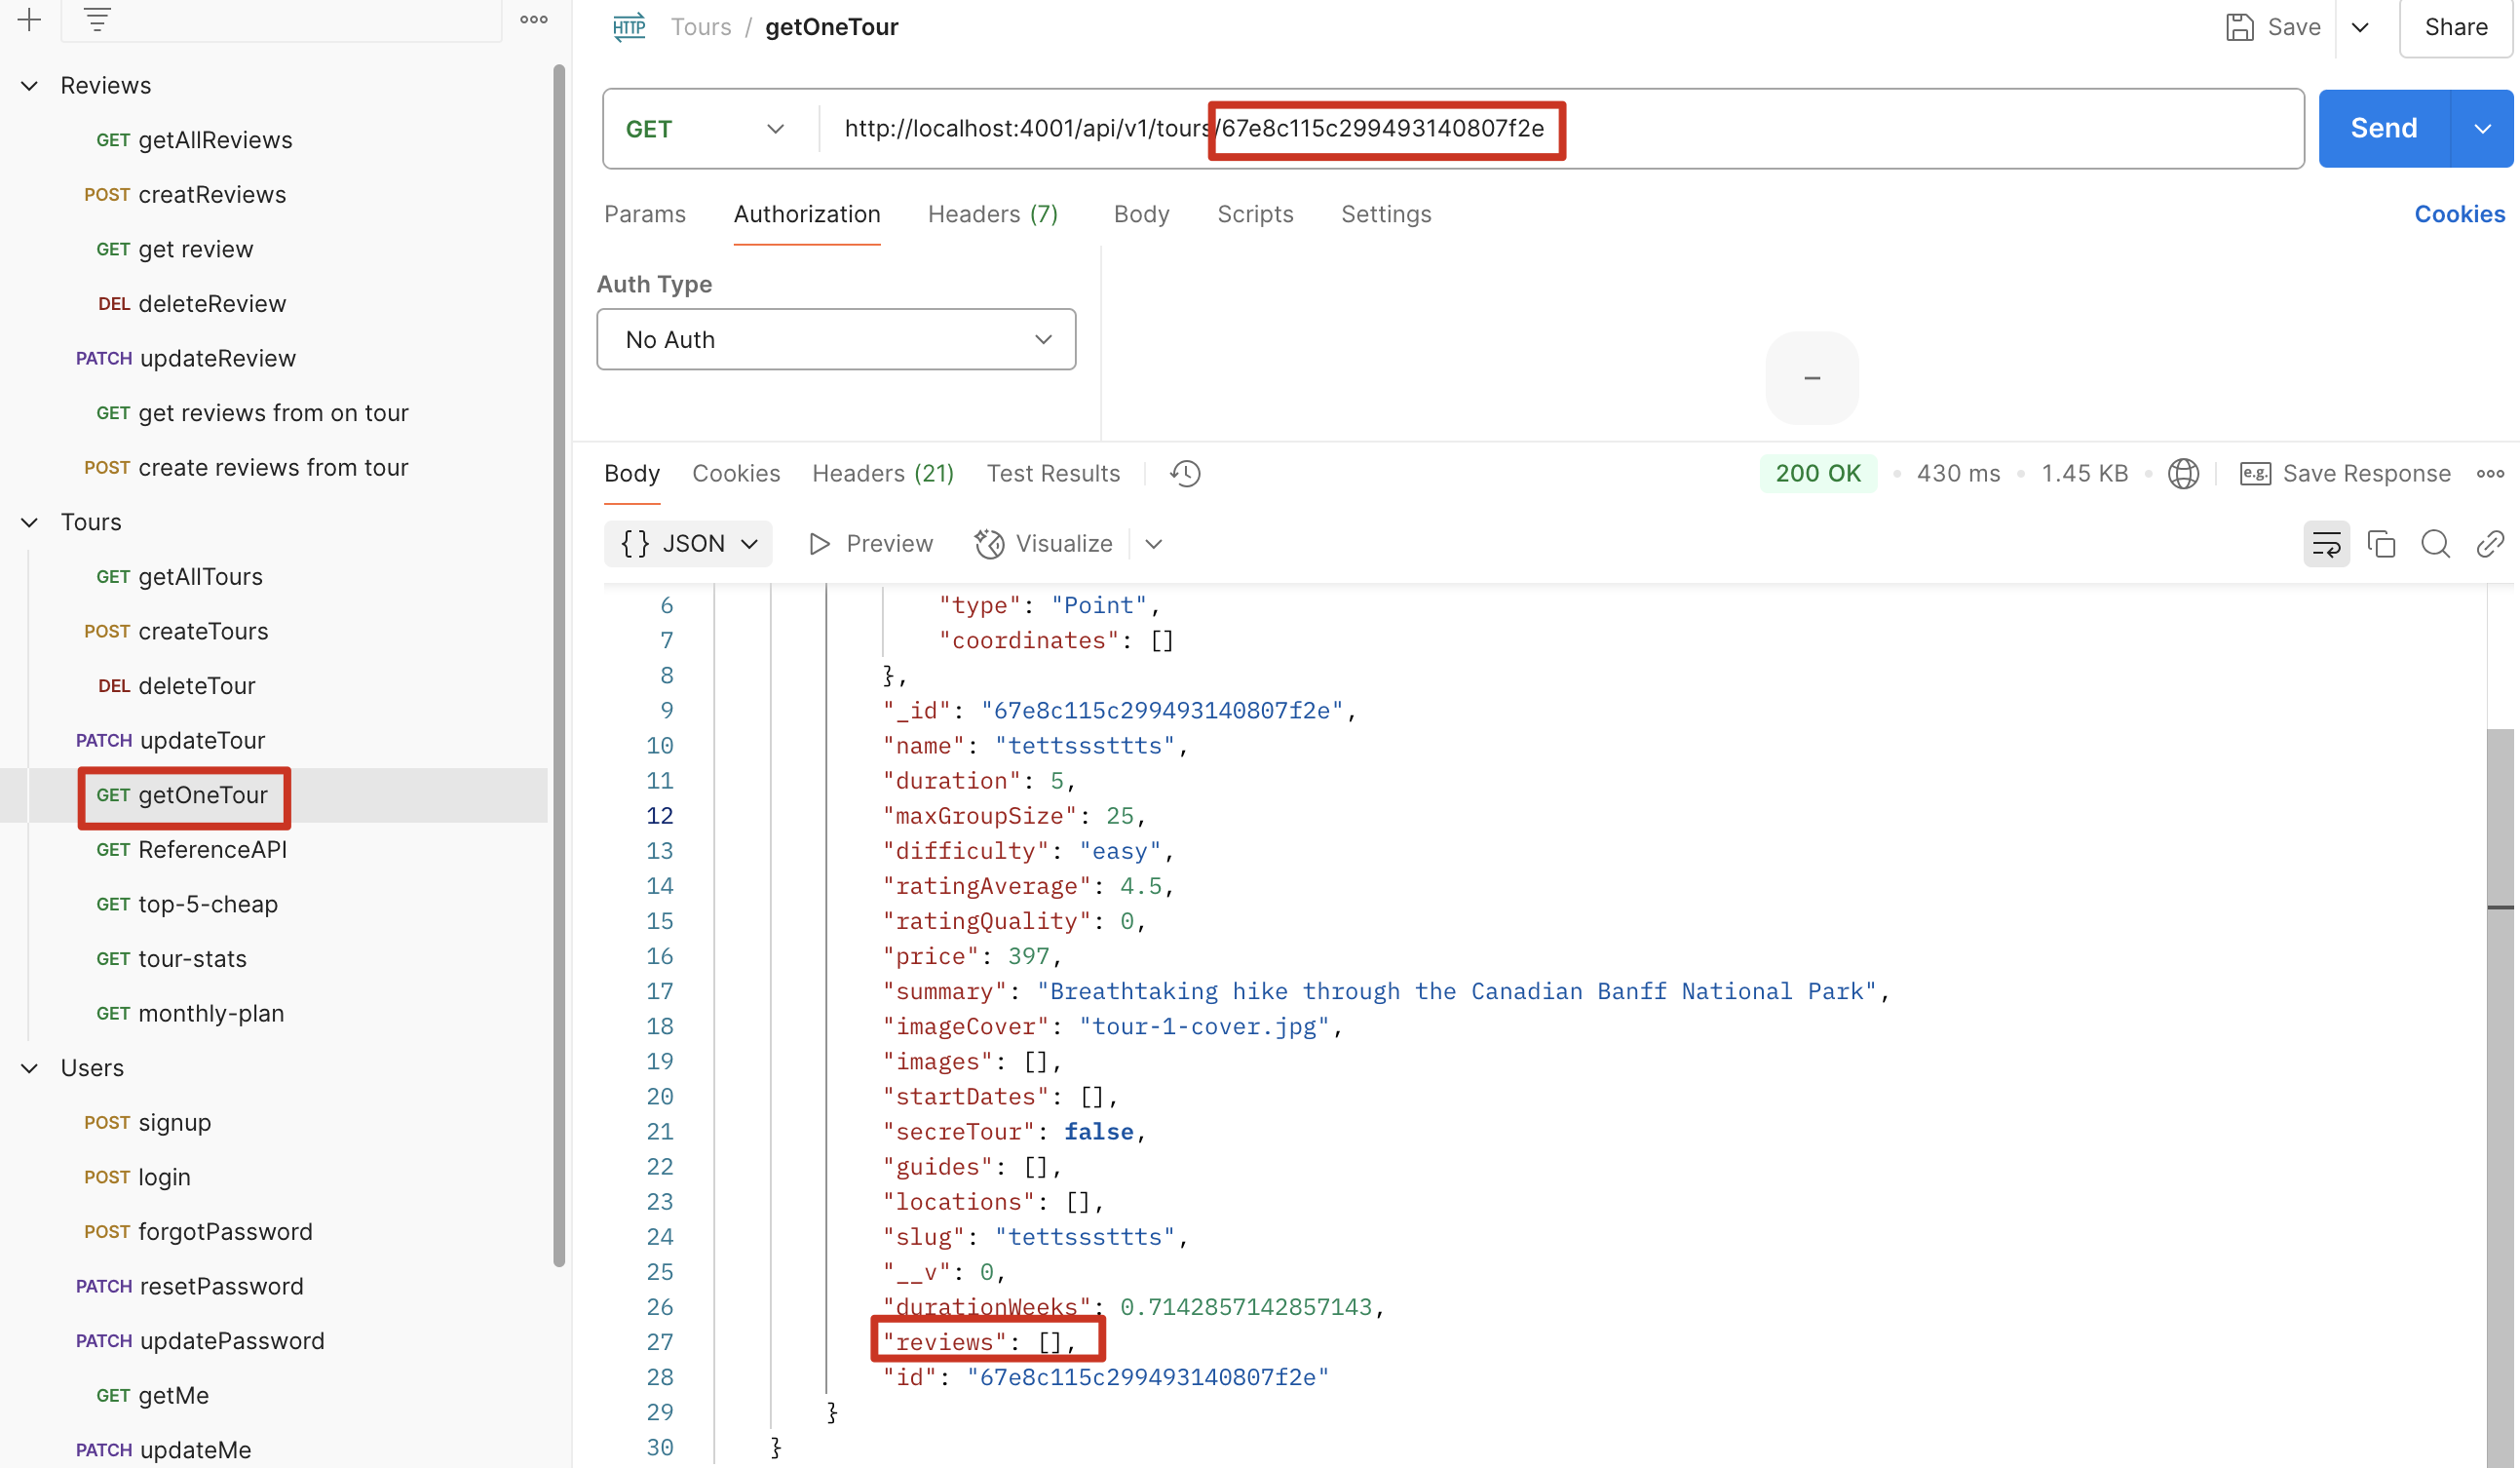 HTTP Tours / getOneTour
Save
Share
Reviews
GET getAllReviews
POST creatReviews
GET get review
DEL deleteReview
PATCH updateReview
GET get reviews from on tour
POST create reviews from tour
Tours
GET getAllTours
POST createTours
DEL deleteTour
PATCH updateTour
GET getOneTour
GET ReferenceAPI
GET top-5-cheap
GET tour-stats
GET monthly-plan
Users
POST signup
POST login
POST forgotPassword
PATCH resetPassword
PATCH updatePassword
GET getMe
PATCH updateMe
GET http://localhost:4001/api/v1/tours/67e8c115c299493140807f2e
Send
Params Authorization Headers (7) Body Scripts Settings
Cookies
Auth Type
No Auth
–
Body Cookies Headers (21) Test Results
200 OK • 430 ms • 1.45 KB •
e.g. Save Response
{} JSON Preview Visualize
6 "type": "Point",
7 "coordinates": []
8 },
9 "_id": "67e8c115c299493140807f2e",
10 "name": "tettsssttts",
11 "duration": 5,
12 "maxGroupSize": 25,
13 "difficulty": "easy",
14 "ratingAverage": 4.5,
15 "ratingQuality": 0,
16 "price": 397,
17 "summary": "Breathtaking hike through the Canadian Banff National Park",
18 "imageCover": "tour-1-cover.jpg",
19 "images": [],
20 "startDates": [],
21 "secreTour": false,
22 "guides": [],
23 "locations": [],
24 "slug": "tettsssttts",
25 "__v": 0,
26 "durationWeeks": 0.7142857142857143,
27 "reviews": [],
28 "id": "67e8c115c299493140807f2e"
29 }
30 }